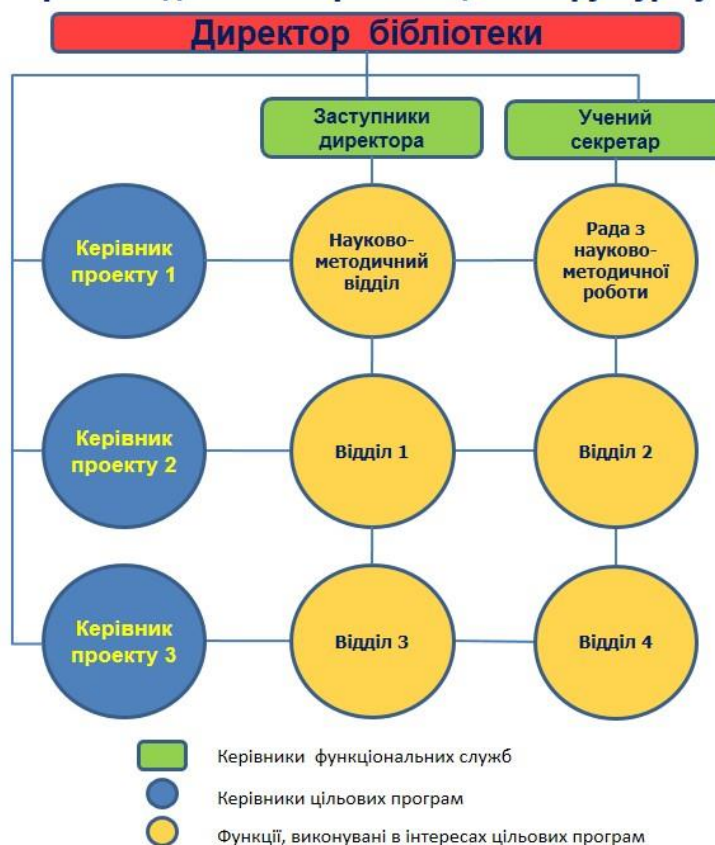 Директор бібліотеки
Заступники
директора
Учений
секретар
Керівник
проекту 1
Науково-
методичний
відділ
Рада з
науково-
методичної
роботи
Керівник
проекту 2
Відділ 1
Відділ 2
Керівник
проекту 3
Відділ 3
Відділ 4
Керівники функціональних служб
Керівники цільових програм
Функції, виконувані в інтересах цільових програм